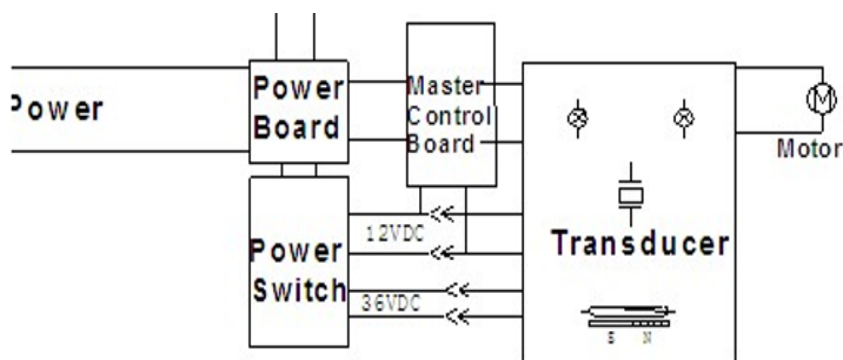 Power
Power
Board
Master
Control
Board
M
Motor
Power
Switch
12VDC
36VDC
Transducer
S N